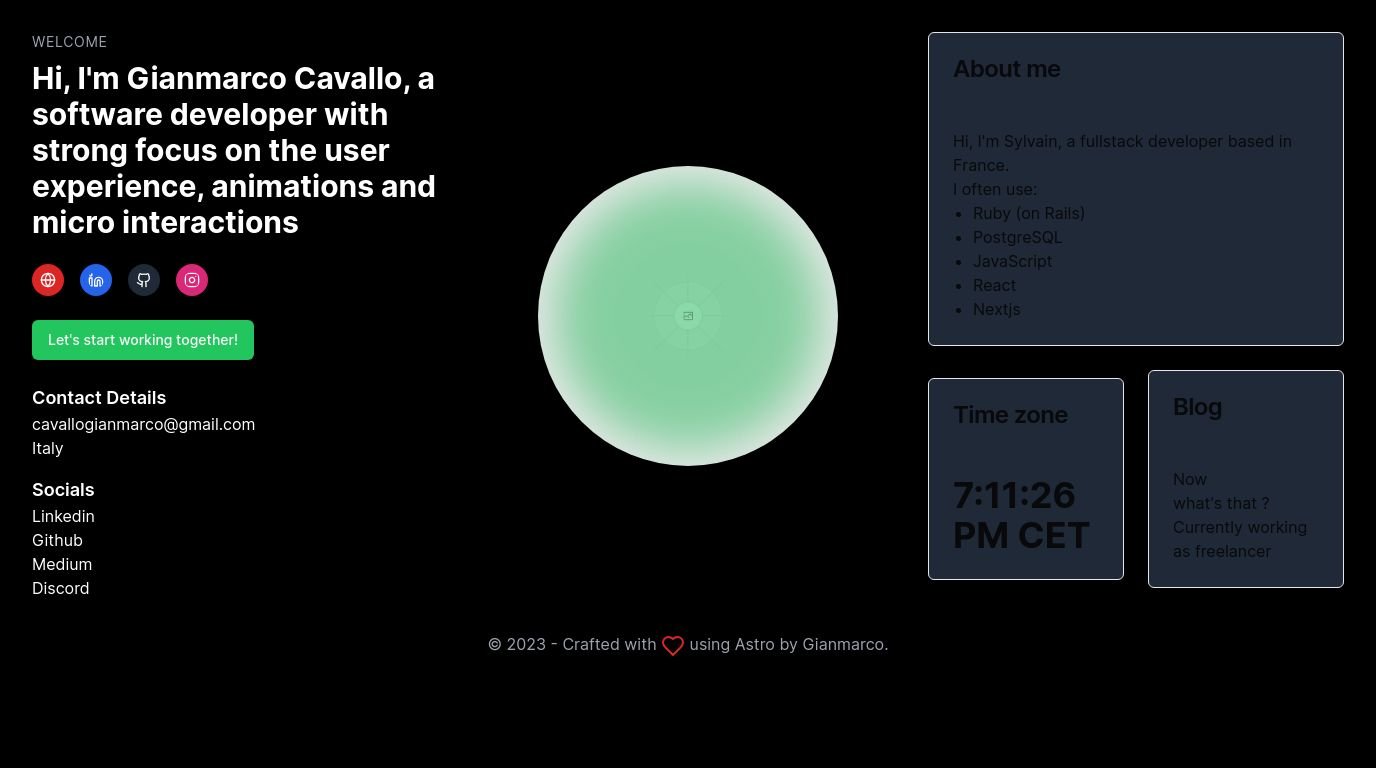 WELCOME
Hi, I'm Gianmarco Cavallo, a
software developer with
strong focus on the user
experience, animations and
micro interactions
Let's start working together!
Contact Details
cavallogianmarco@gmail.com
Italy
Socials
Linkedin
Github
Medium
Discord
About me
Hi, I'm Sylvain, a fullstack developer based in
France.
I often use:
• Ruby (on Rails)
• PostgreSQL
• JavaScript
• React
• Nextjs
Time zone
7:11:26
PM CET
Blog
Now
what's that ?
Currently working
as freelancer
© 2023 - Crafted with using Astro by Gianmarco.